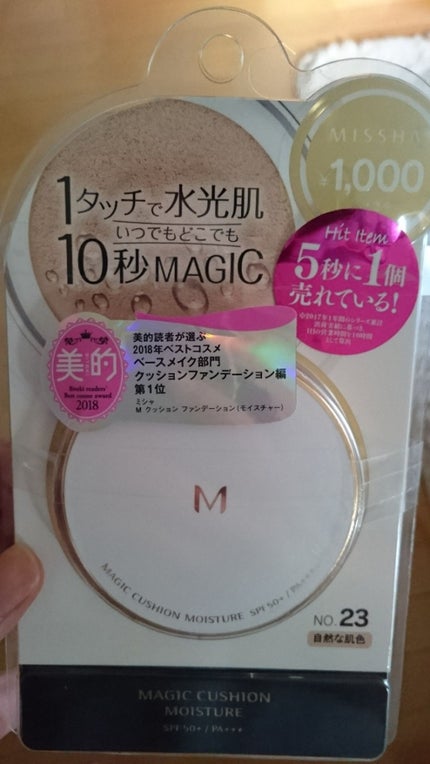 MISSHA
¥1,000
1タッチで水光肌
いつでもどこでも
10秒MAGIC
Hit Item
5秒に1個
売れている!
美的
Biteki readers'
Best cosme award
2018
美的読者が選ぶ
2018年ベストコスメ
ベースメイク部門
クッションファンデーション編
第1位
ミシャ
M クッション ファンデーション(モイスチャー)
M
MAGIC CUSHION MOISTURE SPF50+ / PA+++
NO. 23
自然な肌色
MAGIC CUSHION
MOISTURE
SPF50+ / PA+++